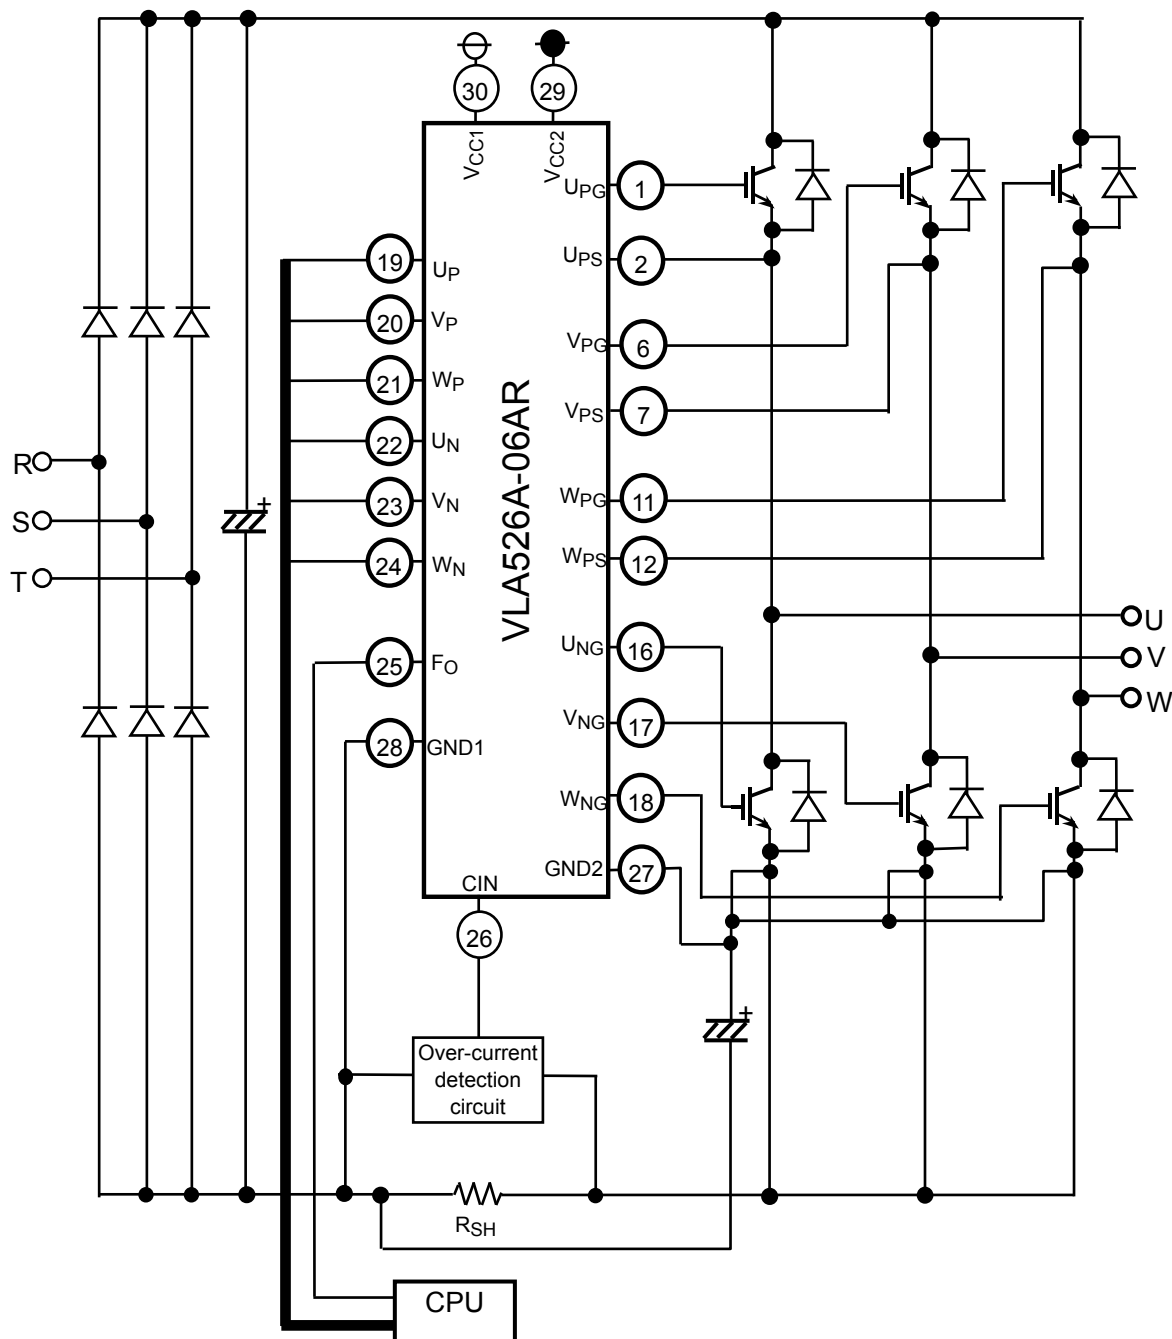 30
29
VCC1
VCC2
UPG
1
19
UP
UPS
2
20
VP
VPG
6
21
WP
VPS
7
22
UN
R
23
VN
WPG
11
S
24
WN
WPS
12
T
VLA526A-06AR
U
UNG
16
V
25
FO
W
VNG
17
28
GND1
WNG
18
GND2
27
CIN
26
+
+
Over-current
detection
circuit
RSH
CPU